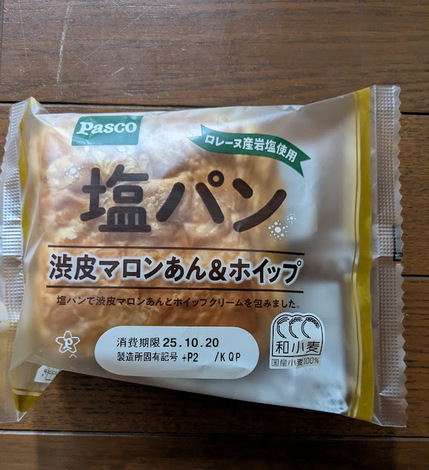 Pasco
ロレーヌ産岩塩使用
塩パン
渋皮マロンあん&ホイップ
塩パンで渋皮マロンあんとホイップクリームを包みました。
消費期限 25.10.20
製造所固有記号 +P2 /KQP
和小麦
国産小麦100%